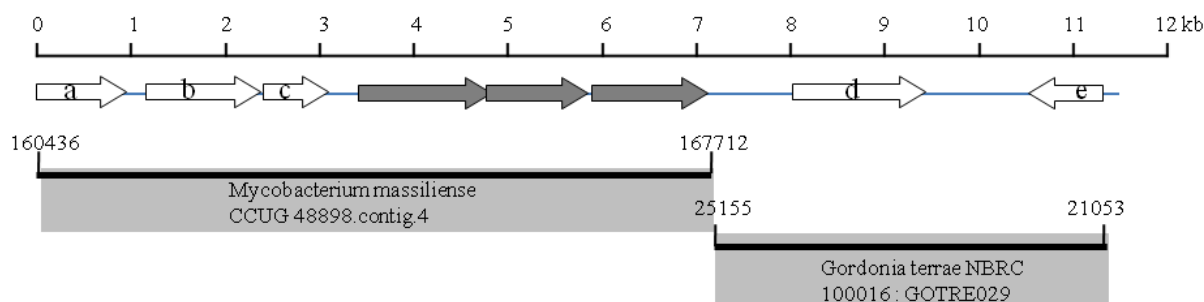 0 1 2 3 4 5 6 7 8 9 10 11 12 kb
a b c d e
160436 167712
Mycobacterium massiliense
CCUG 48898.contig.4
25155 21053
Gordonia terrae NBRC
100016 : GOTRE029